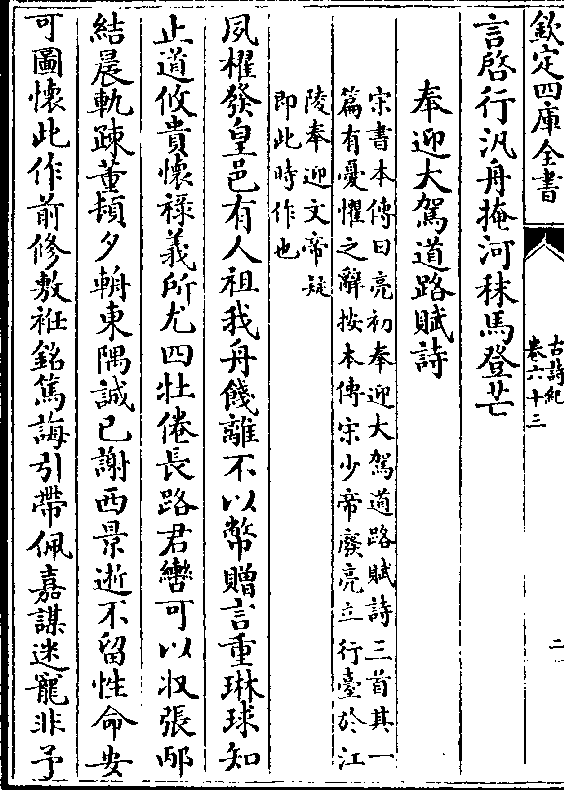 欽定四庫全書
古詩紀
卷六十三
二
言啓行汎舟掩河秣馬登芒
奉迎大駕道路賦詩
宋書本傳曰亮初奉迎大駕道路賦詩三首其一
篇有憂懼之辭按本傳宋少帝廢亮立行臺於江
陵奉迎文帝疑
即此時作也
夙櫂發皇邑有人祖我舟餞離不以幣贈言重琳球知
止道攸貴懷祿義所尤四牡倦長路君轡可以収張邴
結晨軌疎董頓夕輈東隅誠已謝西景逝不留性命安
可圖懷此作前修敷袵銘篤誨引帶佩嘉謀迷寵非予